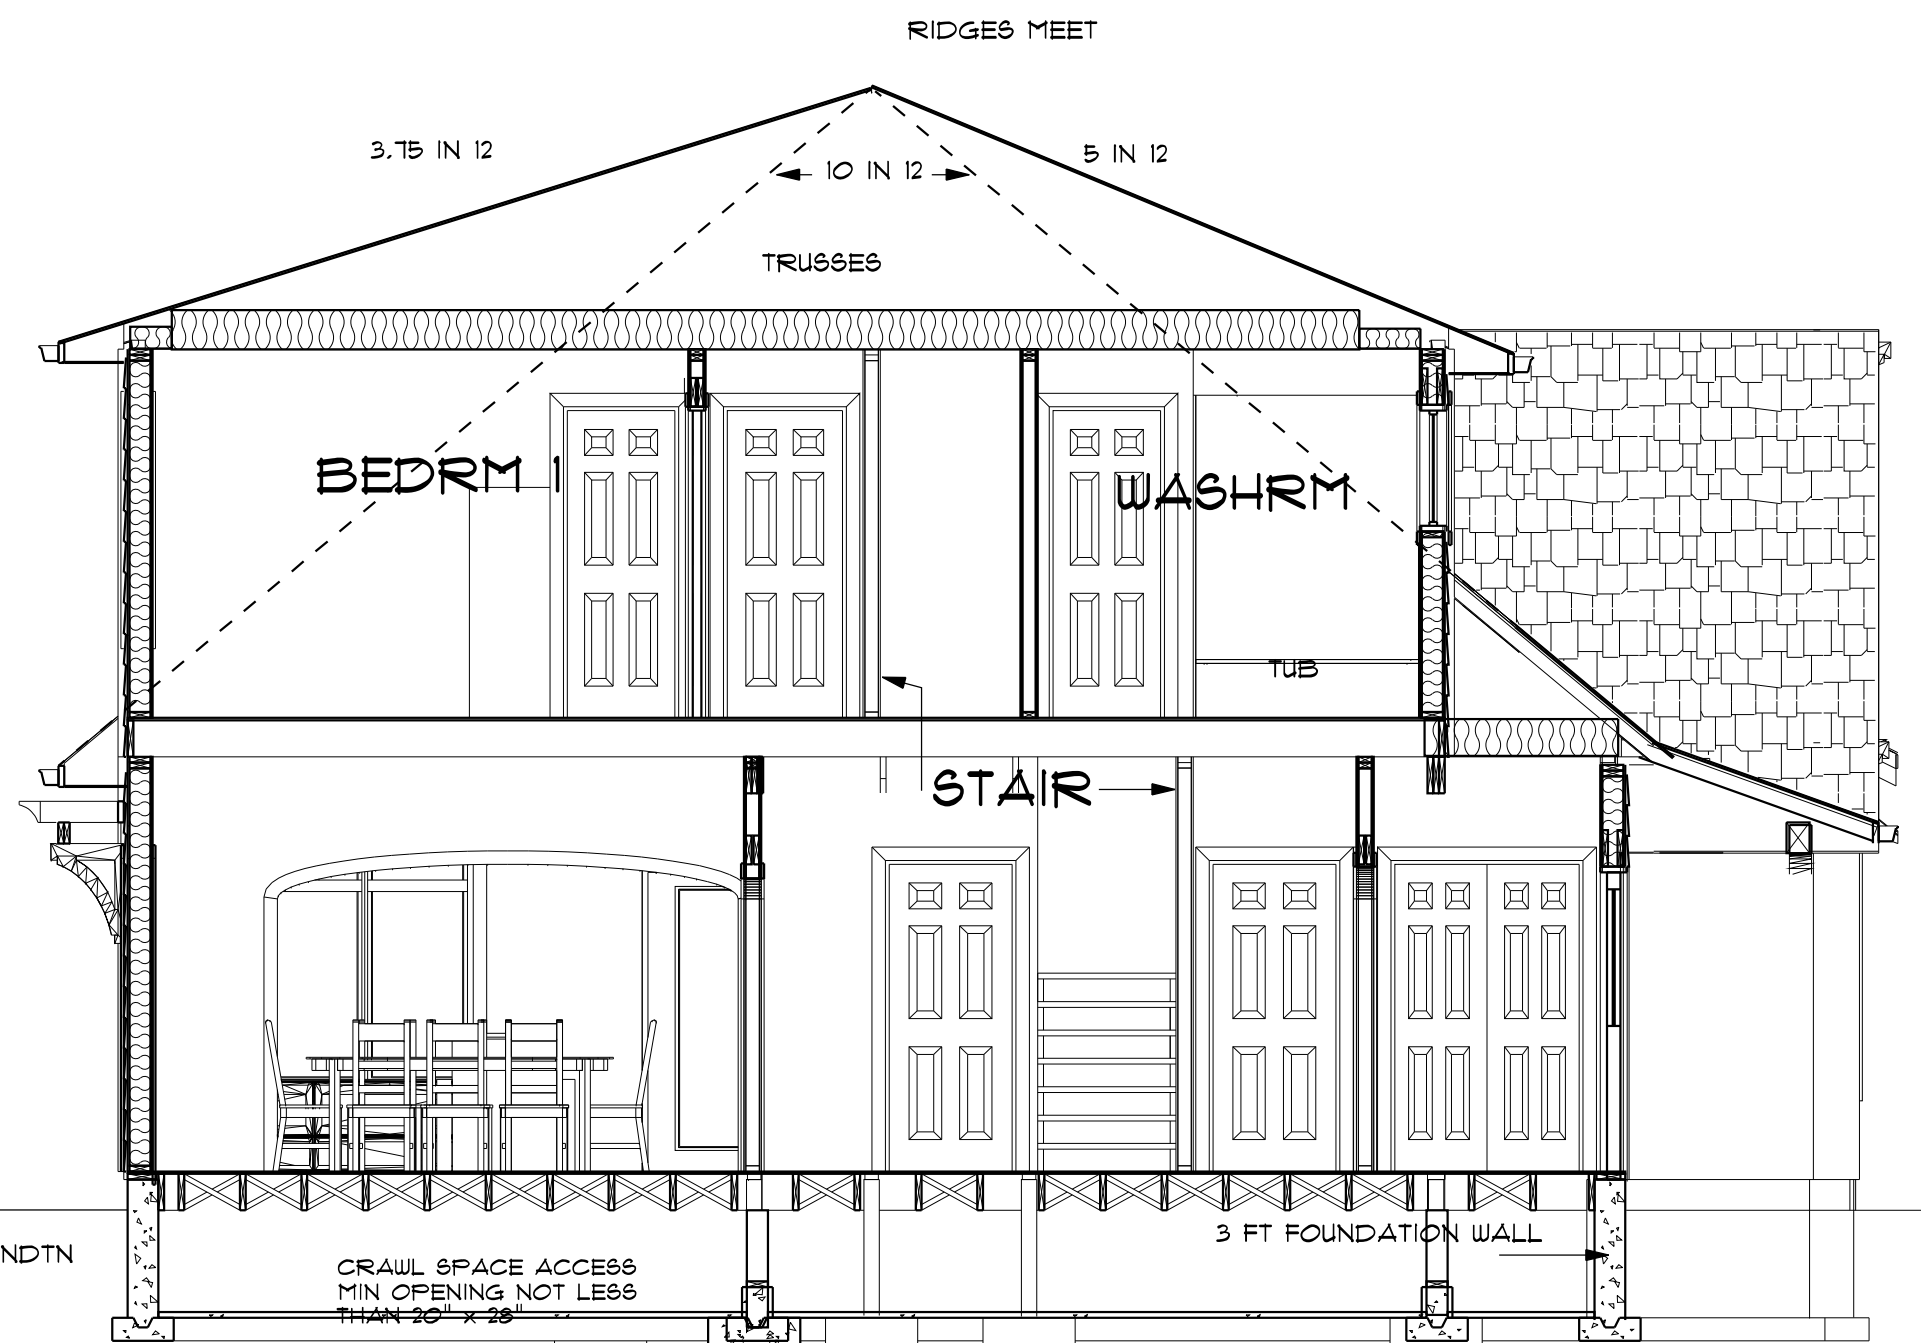 RIDGES MEET
3.75 IN 12
10 IN 12
5 IN 12
TRUSSES
BEDRM 1
WASHRM
TUB
STAIR
3 FT FOUNDATION WALL
NDTN
CRAWL SPACE ACCESS
MIN OPENING NOT LESS
THAN 20" x 28"